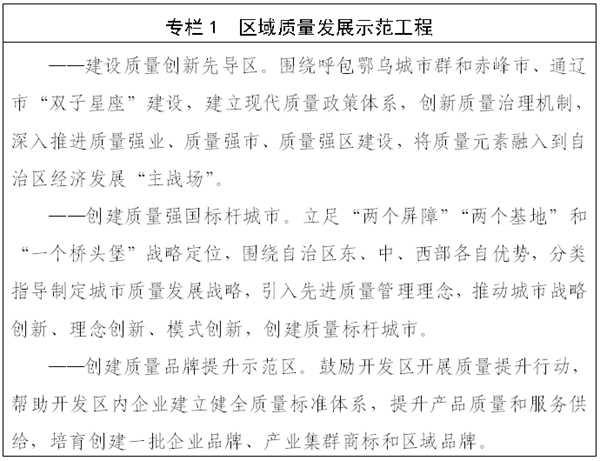 专栏 1 区域质量发展示范工程
——建设质量创新先导区。围绕呼包鄂乌城市群和赤峰市、通辽
市“双子星座”建设，建立现代质量政策体系，创新质量治理机制，
深入推进质量强业、质量强市、质量强区建设，将质量元素融入到自
治区经济发展“主战场”。
——创建质量强国标杆城市。立足“两个屏障”“两个基地”和
“一个桥头堡”战略定位，围绕自治区东、中、西部各自优势，分类
指导制定城市质量发展战略，引入先进质量管理理念，推动城市战略
创新、理念创新、模式创新，创建质量标杆城市。
——创建质量品牌提升示范区。鼓励开发区开展质量提升行动，
帮助开发区内企业建立健全质量标准体系，提升产品质量和服务供
给，培育创建一批企业品牌、产业集群商标和区域品牌。